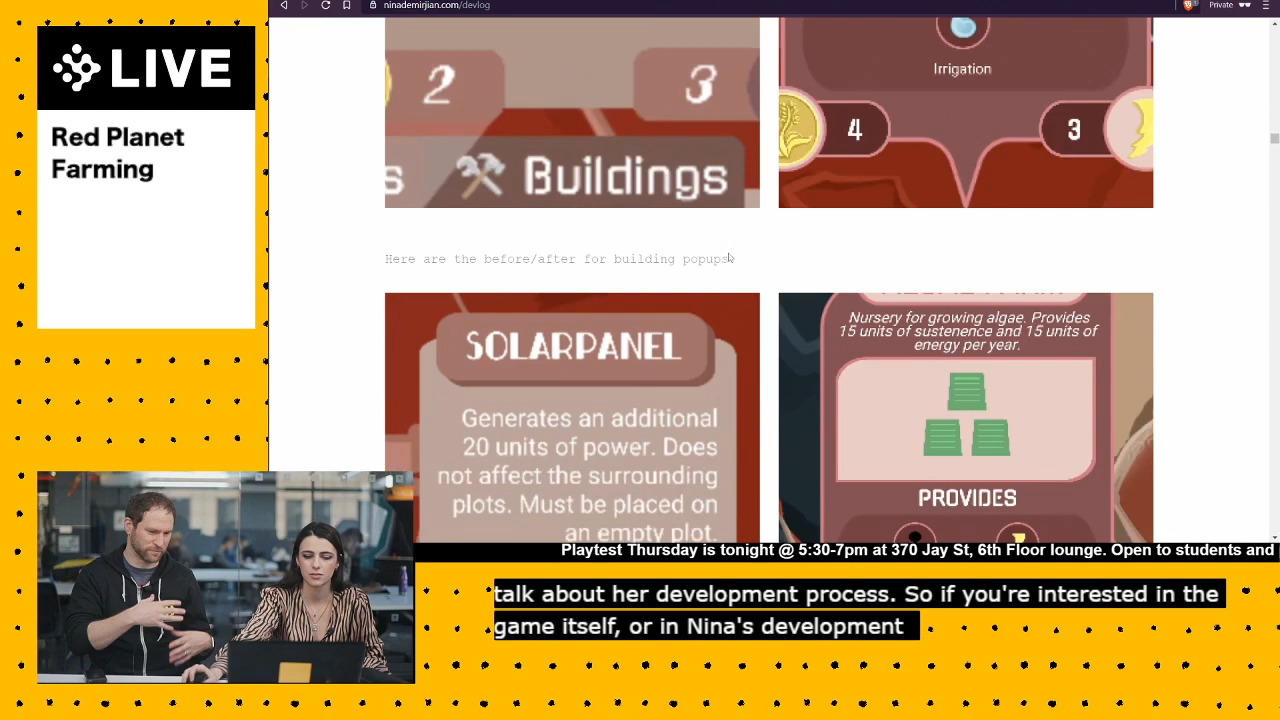 ninademirjian.com/devlog
Private
LIVE
Red Planet
Farming
2
3
s
Buildings
Irrigation
4
3
Here are the before/after for building popups
SOLARPANEL
Generates an additional
20 units of power. Does
not affect the surrounding
plots. Must be placed on
an empty plot.
Nursery for growing algae. Provides
15 units of sustenence and 15 units of
energy per year.
PROVIDES
Playtest Thursday is tonight @ 5:30-7pm at 370 Jay St, 6th Floor lounge. Open to students and
talk about her development process. So if you're interested in the
game itself, or in Nina's development